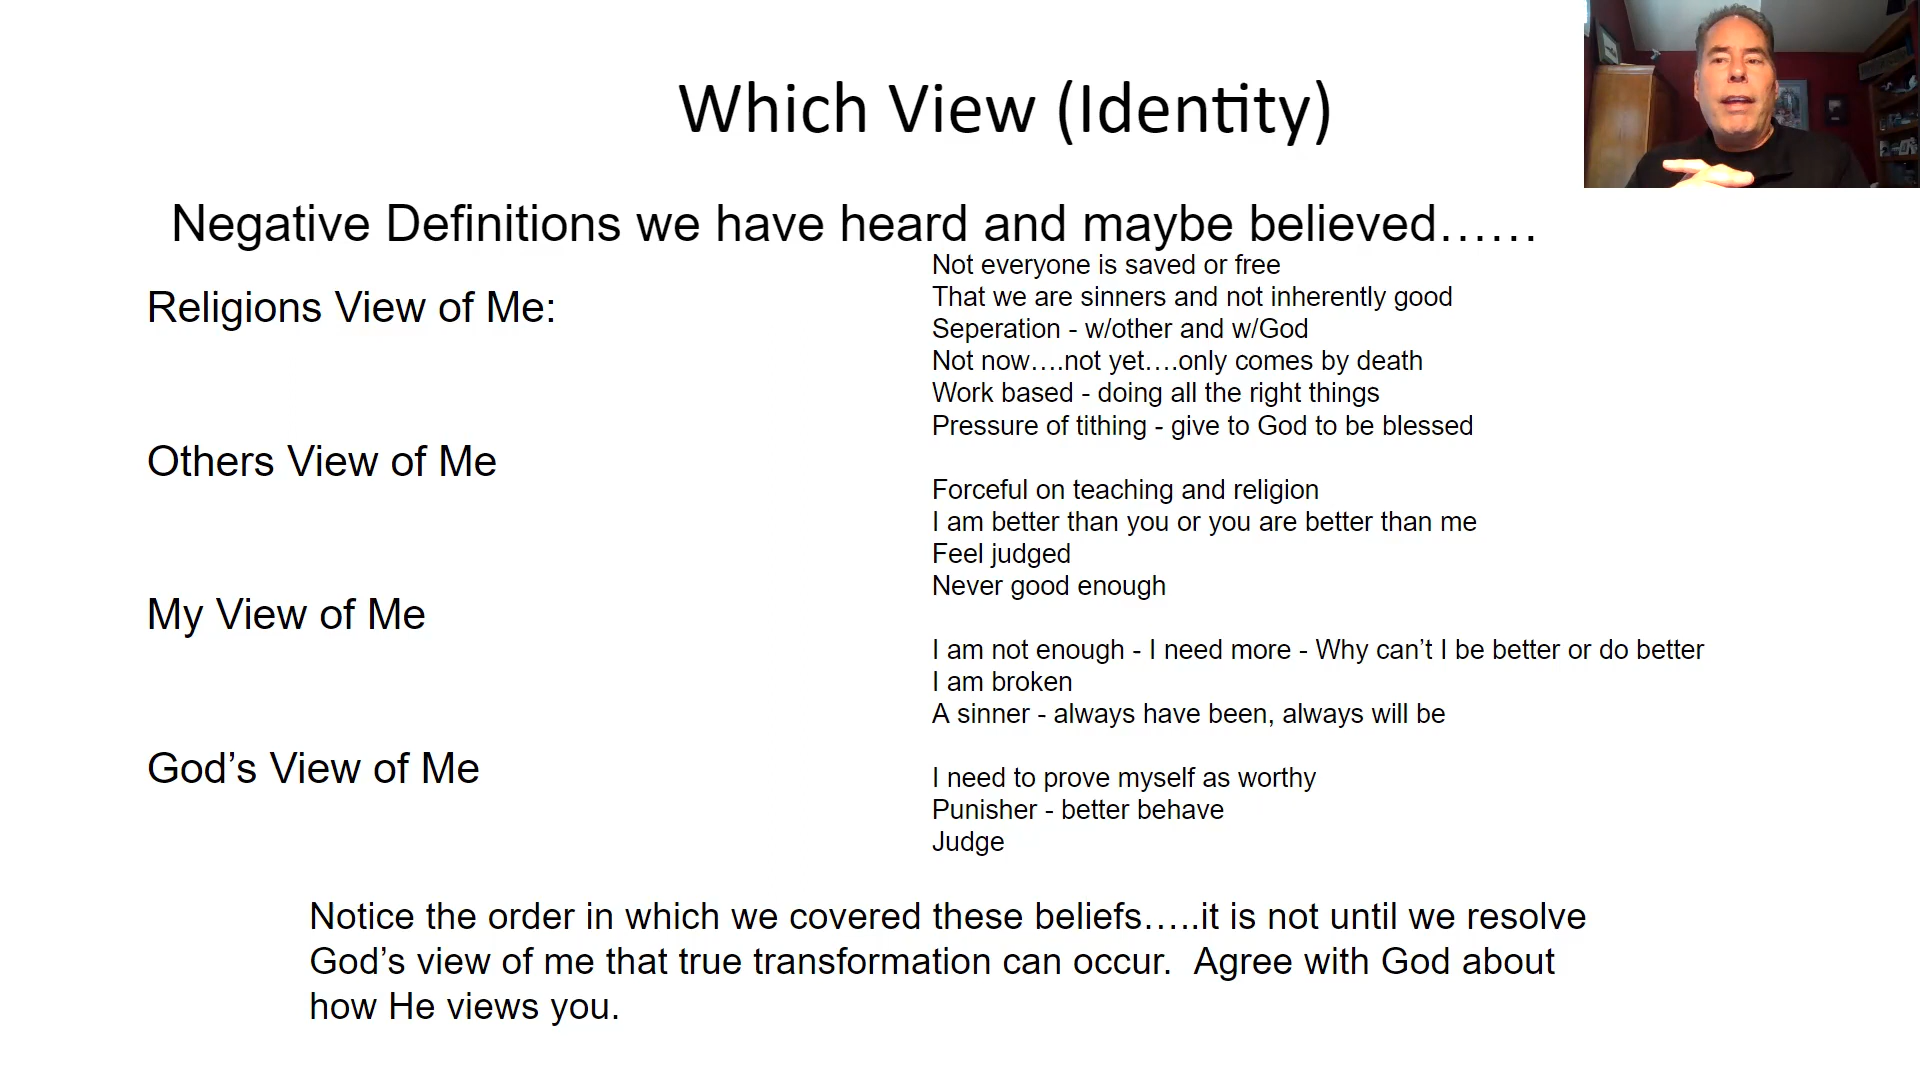 Which View (Identity)
Negative Definitions we have heard and maybe believed……
Religions View of Me:
Not everyone is saved or free
That we are sinners and not inherently good
Seperation - w/other and w/God
Not now….not yet….only comes by death
Work based - doing all the right things
Pressure of tithing - give to God to be blessed
Others View of Me
Forceful on teaching and religion
I am better than you or you are better than me
Feel judged
Never good enough
My View of Me
I am not enough - I need more - Why can’t I be better or do better
I am broken
A sinner - always have been, always will be
God’s View of Me
I need to prove myself as worthy
Punisher - better behave
Judge
Notice the order in which we covered these beliefs…..it is not until we resolve
God’s view of me that true transformation can occur.  Agree with God about
how He views you.